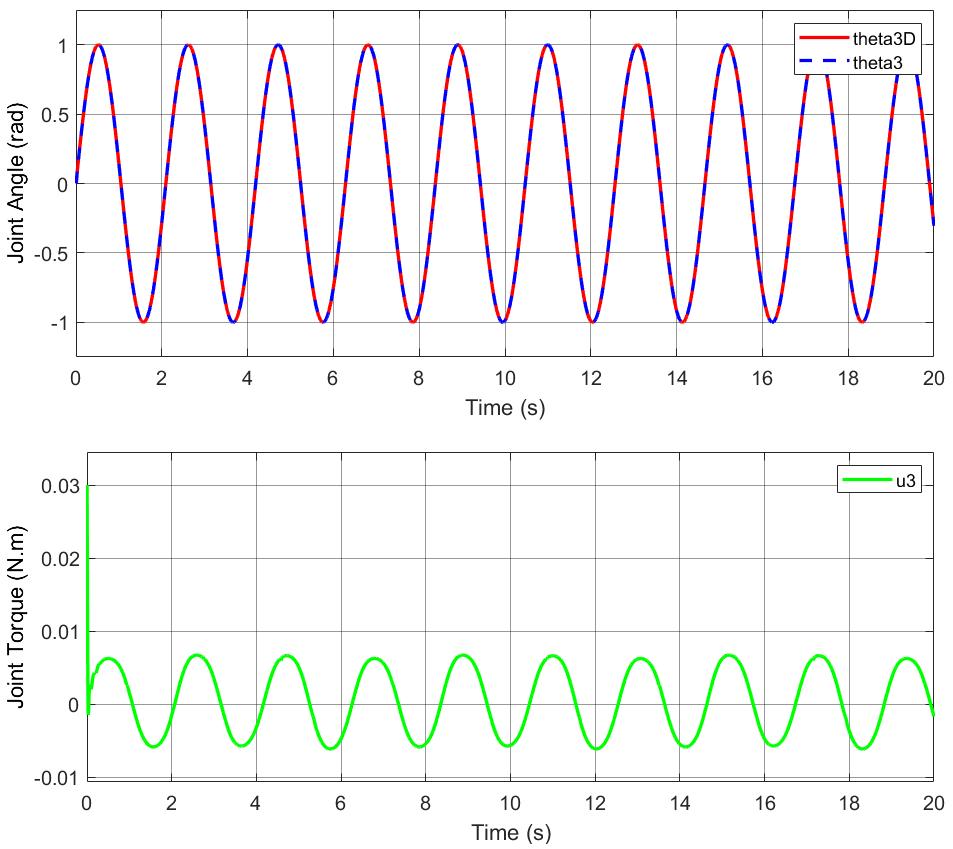 1
0.5
0
-0.5
-1
Joint Angle (rad)
theta3D
theta3
0 2 4 6 8 10 12 14 16 18 20
Time (s)
0.03
0.02
0.01
0
-0.01
Joint Torque (N.m)
u3
0 2 4 6 8 10 12 14 16 18 20
Time (s)